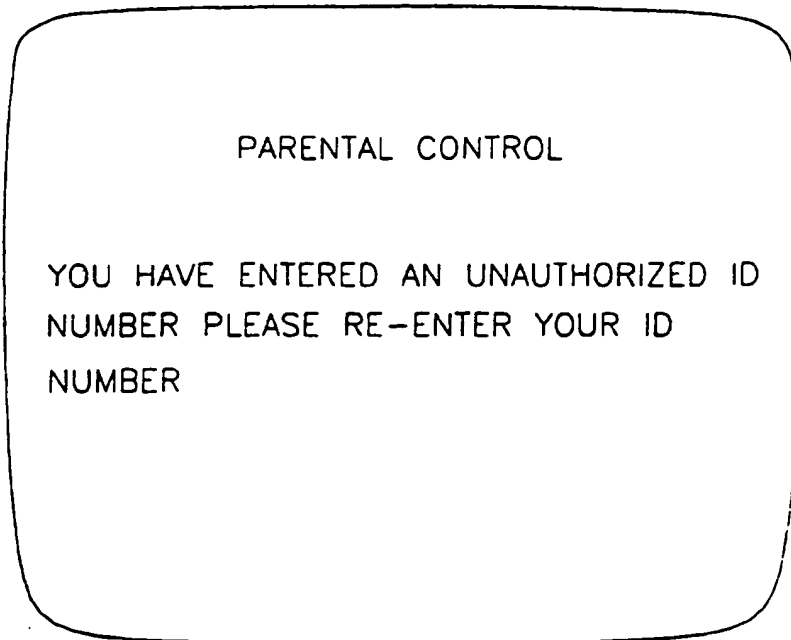 PARENTAL CONTROL
YOU HAVE ENTERED AN UNAUTHORIZED ID
NUMBER PLEASE RE-ENTER YOUR ID
NUMBER